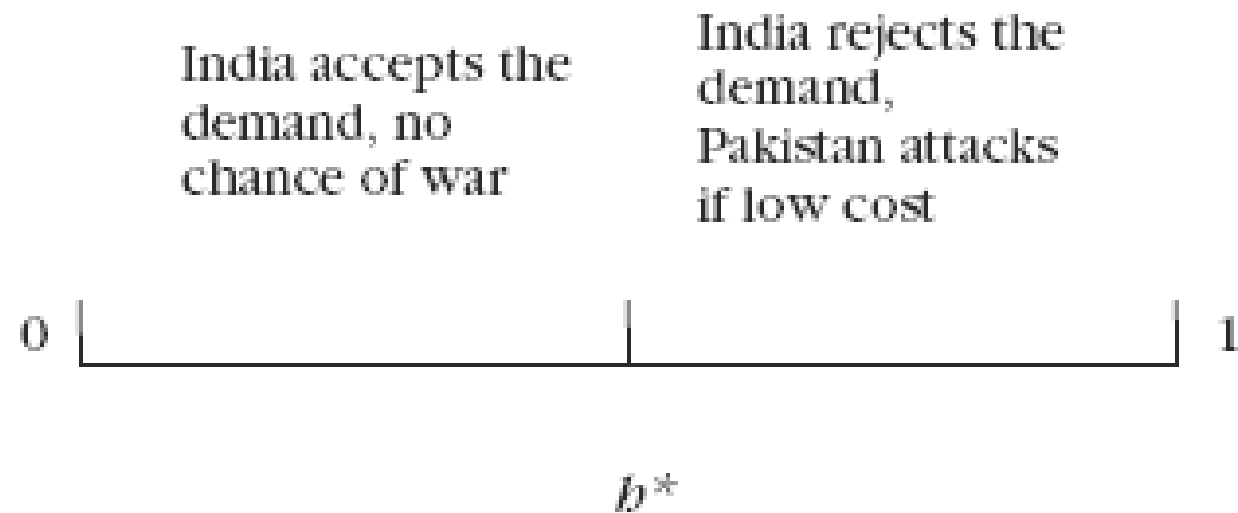 India accepts the
demand, no
chance of war
India rejects the
demand,
Pakistan attacks
if low cost
0
1
b*